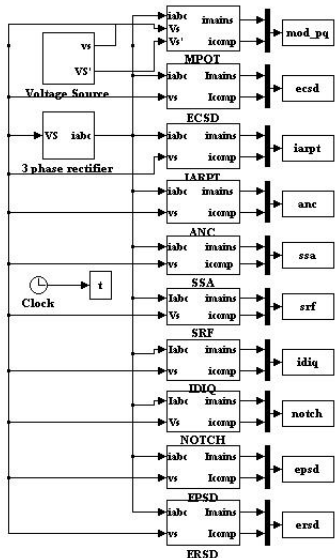 iabc
imains
Vs
Vs'
icomp
mod_pq
MPOT
vs
VS'
Voltage Source
iabc
Imains
vs
Icomp
ecsd
ECSD
VS
iabc
3 phase rectifier
iabc
imains
vs
icomp
iarpt
IARPT
iabc
imains
vs
icomp
anc
ANC
iabc
imains
vs
icomp
ssa
SSA
t
Clock
Iabc
imains
Vs
icomp
srf
SRF
Iabc
imains
vs
icomp
idiq
IDIQ
Iabc
imains
Vs
icomp
notch
NOTCH
iabc
imains
vs
icomp
epsd
EPSD
iabc
imains
vs
Icomp
ersd
ERSD